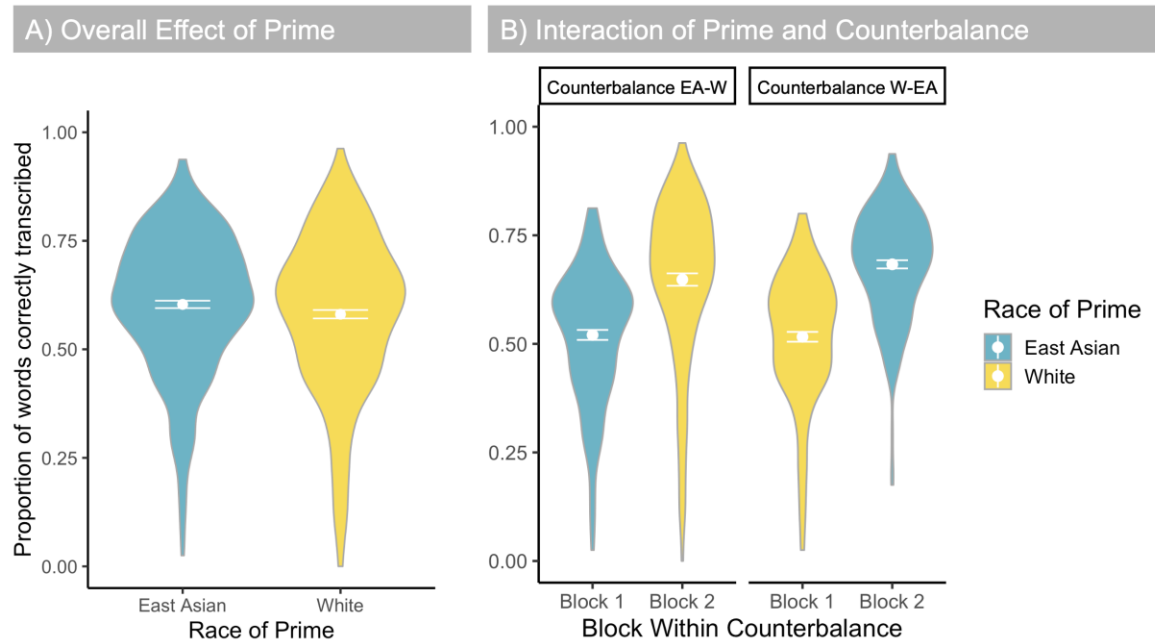 A) Overall Effect of Prime
B) Interaction of Prime and Counterbalance
Proportion of words correctly transcribed
1.00
0.75
0.50
0.25
0.00
East Asian
White
Race of Prime
Counterbalance EA-W
Counterbalance W-EA
1.00
0.75
0.50
0.25
0.00
Block 1
Block 2
Block 1
Block 2
Block Within Counterbalance
Race of Prime
East Asian
White